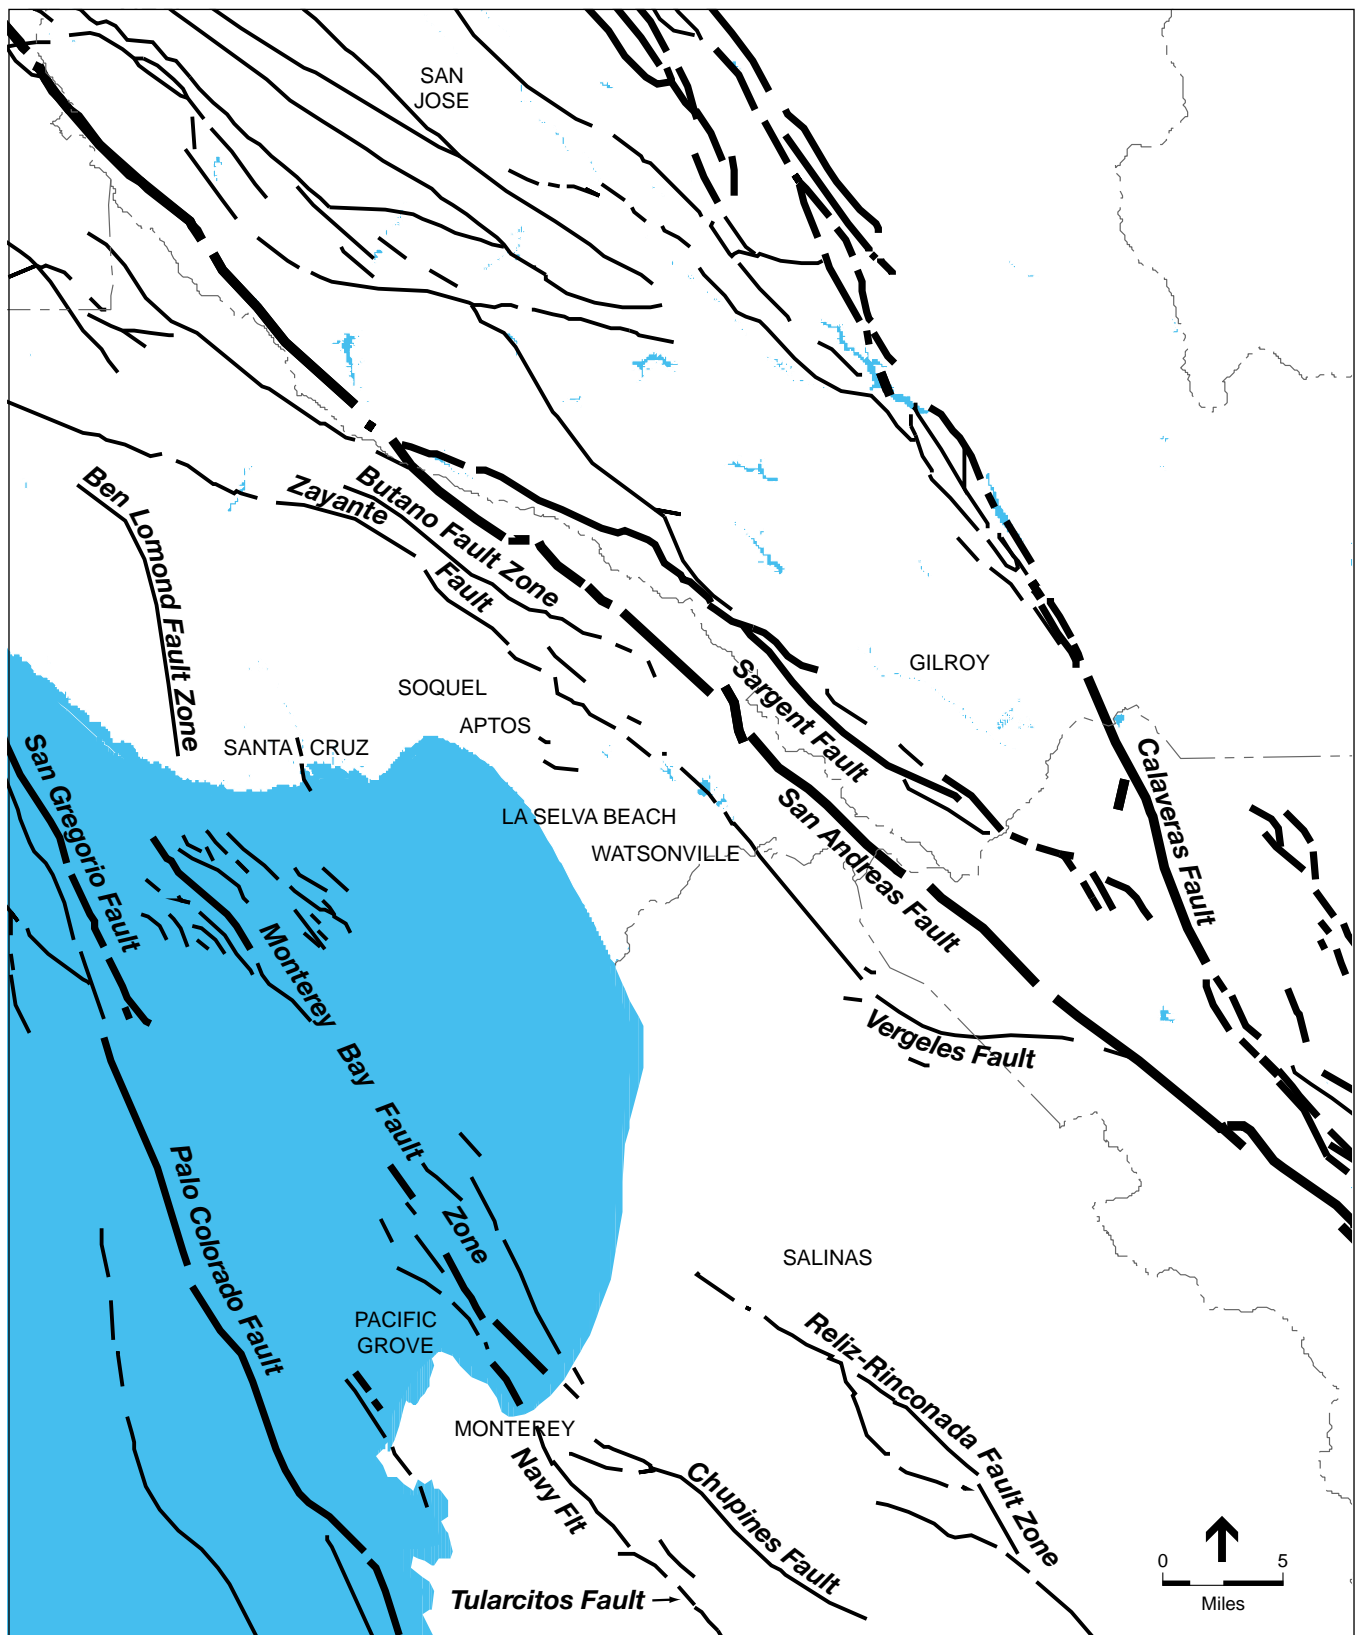 SAN
JOSE
Ben Lomond Fault Zone
Zayante
Fault
Butano Fault Zone
GILROY
SOQUEL
APTOS
Sargent Fault
SANTA CRUZ
San Gregorio Fault
Calaveras Fault
LA SELVA BEACH
WATSONVILLE
San Andreas Fault
Monterey
Bay
Fault
Zone
Vergeles Fault
Palo Colorado Fault
SALINAS
PACIFIC
GROVE
Reliz-Rinconada Fault Zone
MONTEREY
Navy Flt
Chupines Fault
Tularcitos Fault
0 5
Miles